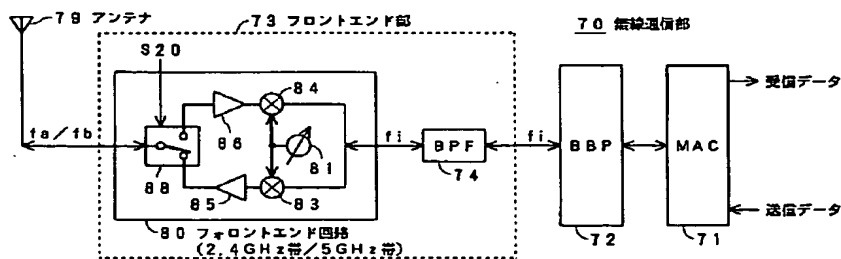 79 アンテナ
73 フロントエンド部
70 無線通信部
S20
84
86
fa/fb
81
88
85
83
fi
BPF
74
fi
BBP
72
MAC
71
受信データ
送信データ
80 フォロントエンド回路
(2.4GHz帯/5GHz帯)